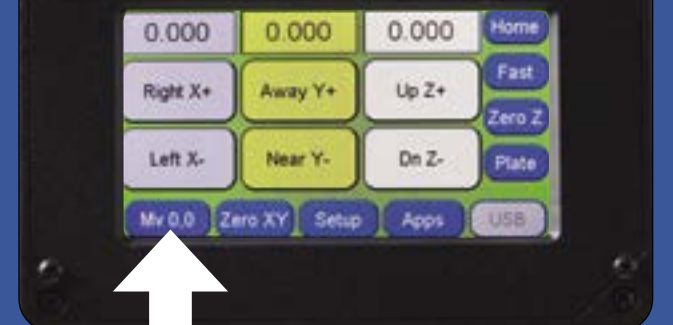 0.000 0.000 0.000 Home
Right X+ Away Y+ Up Z+ Fast
Zero Z
Left X- Near Y- Dn Z- Plate
Mv 0,0 Zero XY Setup Apps USB